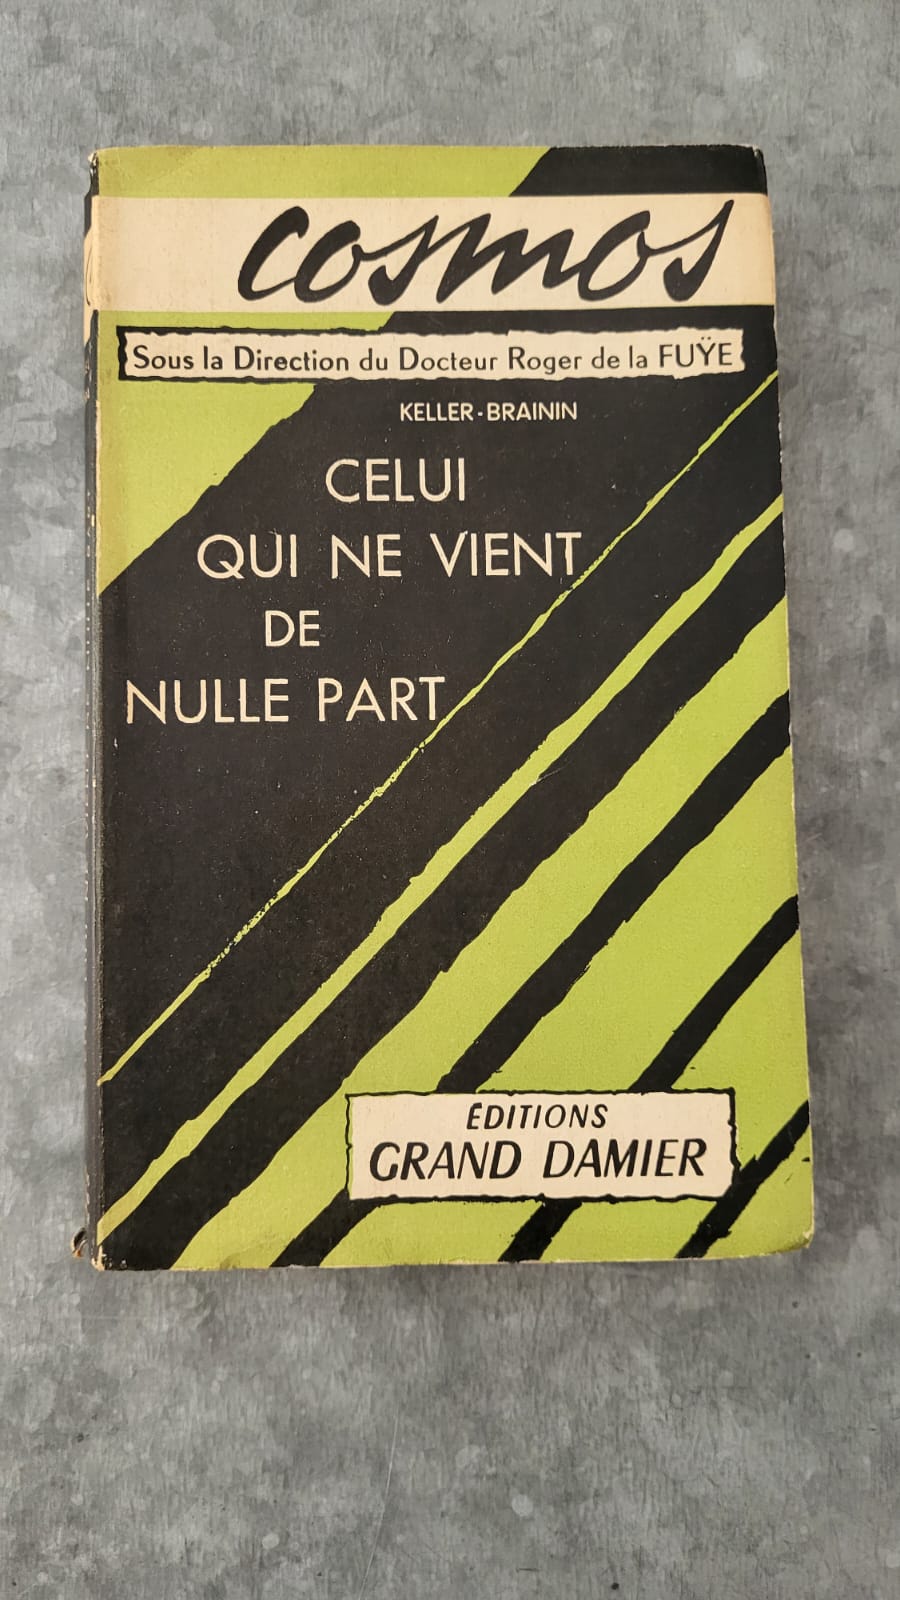 cosmos
Sous la Direction du Docteur Roger de la FUŸE
KELLER-BRAININ
CELUI
QUI NE VIENT
DE
NULLE PART
ÉDITIONS
GRAND DAMIER